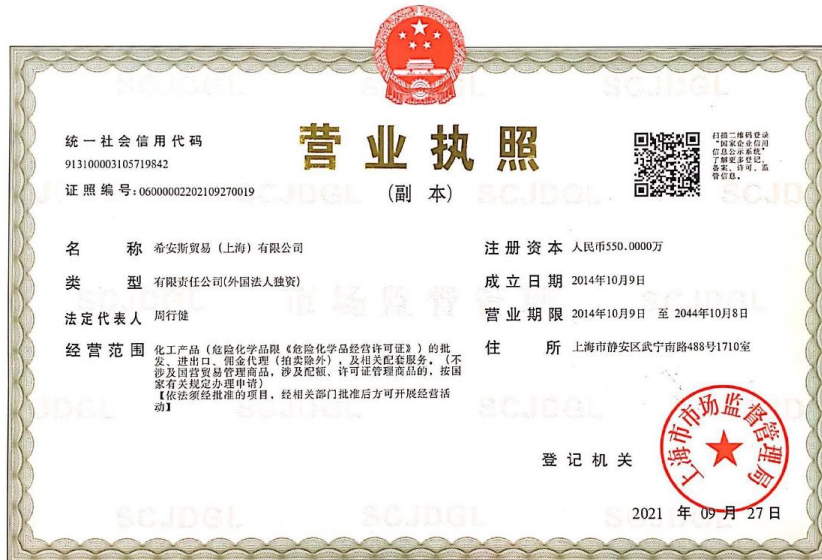 营业执照
(副 本)
统一社会信用代码
913100003105719842
证照编号:06000002202109270019
扫描二维码登录
“国家企业信用
信息公示系统”
了解更多登记、
备案、许可、监
管信息。
名 称 希安斯贸易（上海）有限公司
类 型 有限责任公司(外国法人独资)
法定代表人 周行健
经营范围 化工产品（危险化学品限《危险化学品经营许可证》）的批
发、进出口、佣金代理（拍卖除外），及相关配套服务。（不
涉及国营贸易管理商品，涉及配额、许可证管理商品的，按国
家有关规定办理申请）
【依法须经批准的项目，经相关部门批准后方可开展经营活
动】
注册资本 人民币550.0000万
成立日期 2014年10月9日
营业期限 2014年10月9日 至 2044年10月8日
住 所 上海市静安区武宁南路488号1710室
登记机关
上海市市场监督管理局
2021 年 09 月 27 日
SCJDGL